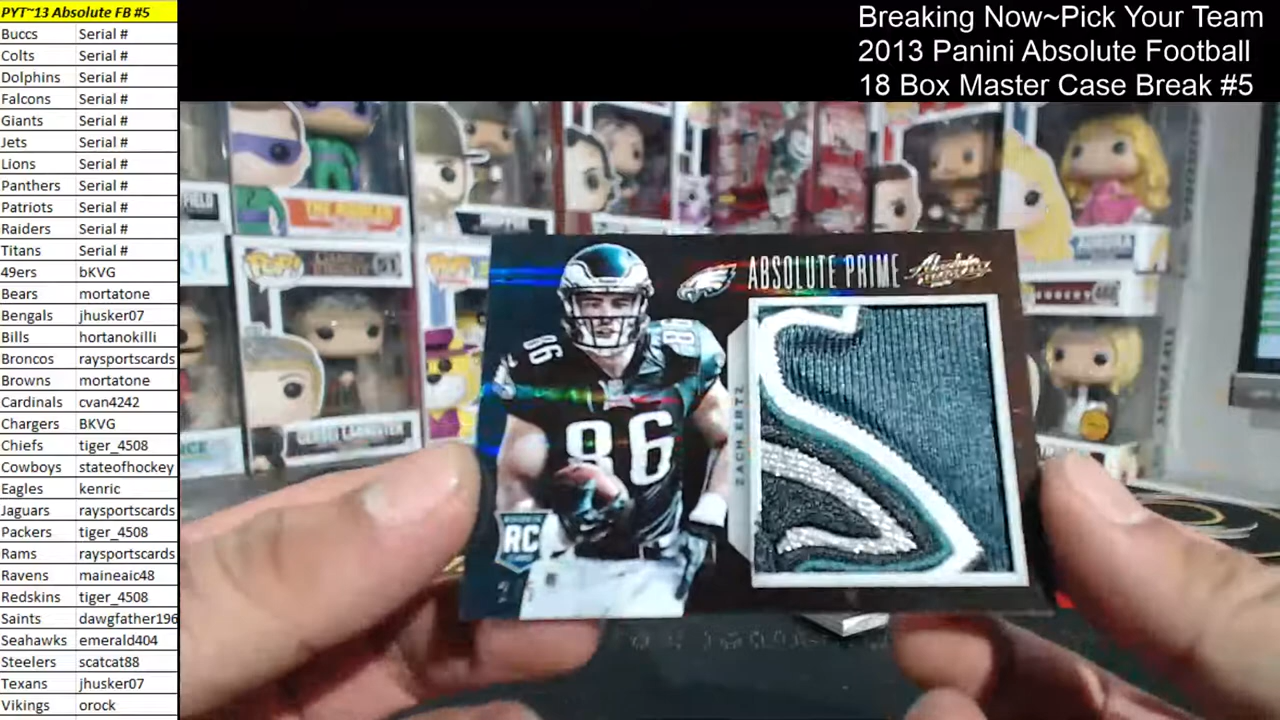 PYT~13 Absolute FB #5
Buccs Serial #
Colts Serial #
Dolphins Serial #
Falcons Serial #
Giants Serial #
Jets Serial #
Lions Serial #
Panthers Serial #
Patriots Serial #
Raiders Serial #
Titans Serial #
49ers bKVG
Bears mortatone
Bengals jhusker07
Bills hortanokilli
Broncos raysportscards
Browns mortatone
Cardinals cvan4242
Chargers BKVG
Chiefs tiger_4508
Cowboys stateofhockey
Eagles kenric
Jaguars raysportscards
Packers tiger_4508
Rams raysportscards
Ravens maineaic48
Redskins tiger_4508
Saints dawgfather196
Seahawks emerald404
Steelers scatcat88
Texans jhusker07
Vikings orock
Breaking Now~Pick Your Team
2013 Panini Absolute Football
18 Box Master Case Break #5
ABSOLUTE PRIME
Absolute
ZACH ERTZ
86
86
86
RC
POP!
AURORA